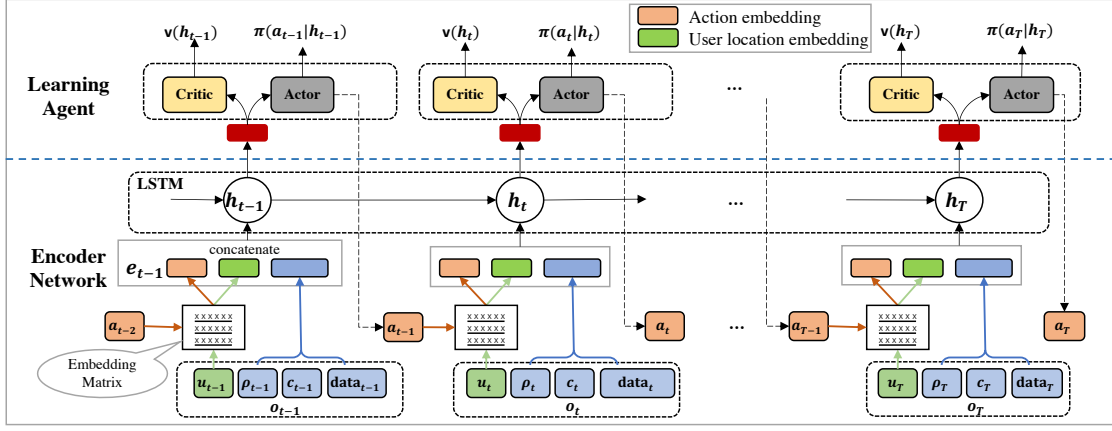 Action embedding
User location embedding
v(h_{t-1}) π(a_{t-1}|h_{t-1}) v(h_t) π(a_t|h_t) v(h_T) π(a_T|h_T)
Learning
Agent
Critic Actor Critic Actor ... Critic Actor
LSTM
h_{t-1} h_t ... h_T
Encoder
Network
concatenate
e_{t-1}
x x x x x x x x x x x x x x x x x x
x x x x x x x x x x x x x x x x x x
x x x x x x x x x x x x x x x x x x
a_{t-2} a_{t-1} a_t ... a_{T-1} a_T
Embedding
Matrix
u_{t-1} ρ_{t-1} c_{t-1} data_{t-1} u_t ρ_t c_t data_t u_T ρ_T c_T data_T
o_{t-1} o_t o_T